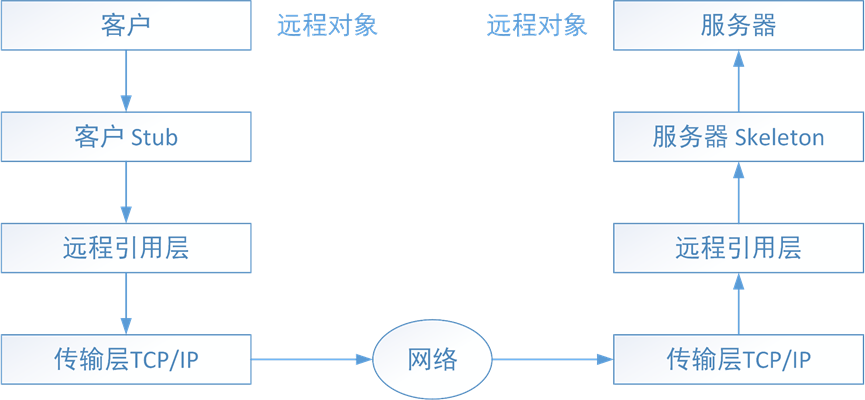 客户
远程对象
远程对象
服务器
客户 Stub
服务器 Skeleton
远程引用层
远程引用层
传输层TCP/IP
网络
传输层TCP/IP